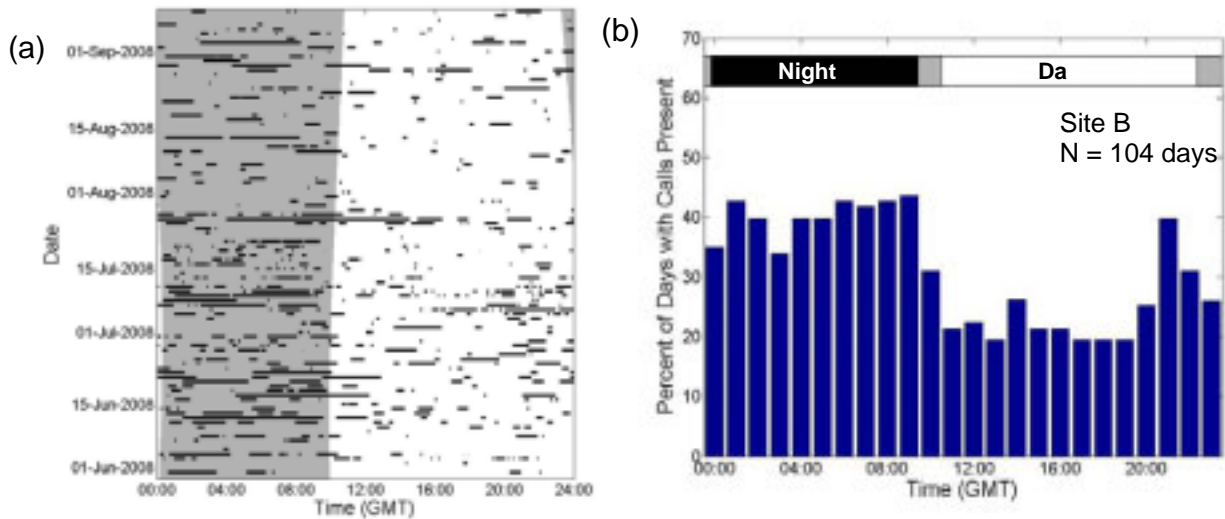 (a)
01-Sep-2008
15-Aug-2008
01-Aug-2008
15-Jul-2008
01-Jul-2008
15-Jun-2008
01-Jun-2008
Date
00:00 04:00 08:00 12:00 16:00 20:00 24:00
Time (GMT)
(b)
70
60
50
40
30
20
10
0
Percent of Days with Calls Present
Night Da
Site B
N = 104 days
00:00 04:00 08:00 12:00 16:00 20:00
Time (GMT)